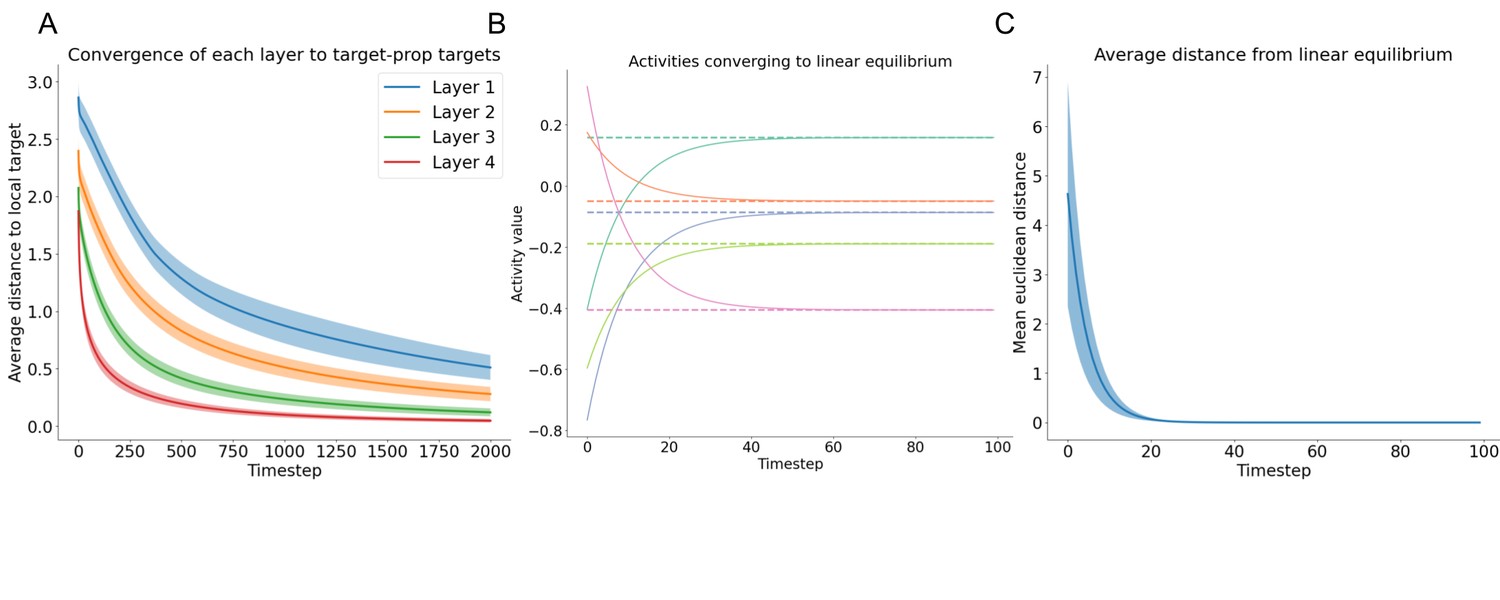 A
Convergence of each layer to target-prop targets
Average distance to local target
3.0
2.5
2.0
1.5
1.0
0.5
0.0
Layer 1
Layer 2
Layer 3
Layer 4
0 250 500 750 1000 1250 1500 1750 2000
Timestep
B
Activities converging to linear equilibrium
Activity value
0.2
0.0
−0.2
−0.4
−0.6
−0.8
0 20 40 60 80 100
Timestep
C
Average distance from linear equilibrium
Mean euclidean distance
7
6
5
4
3
2
1
0
0 20 40 60 80 100
Timestep